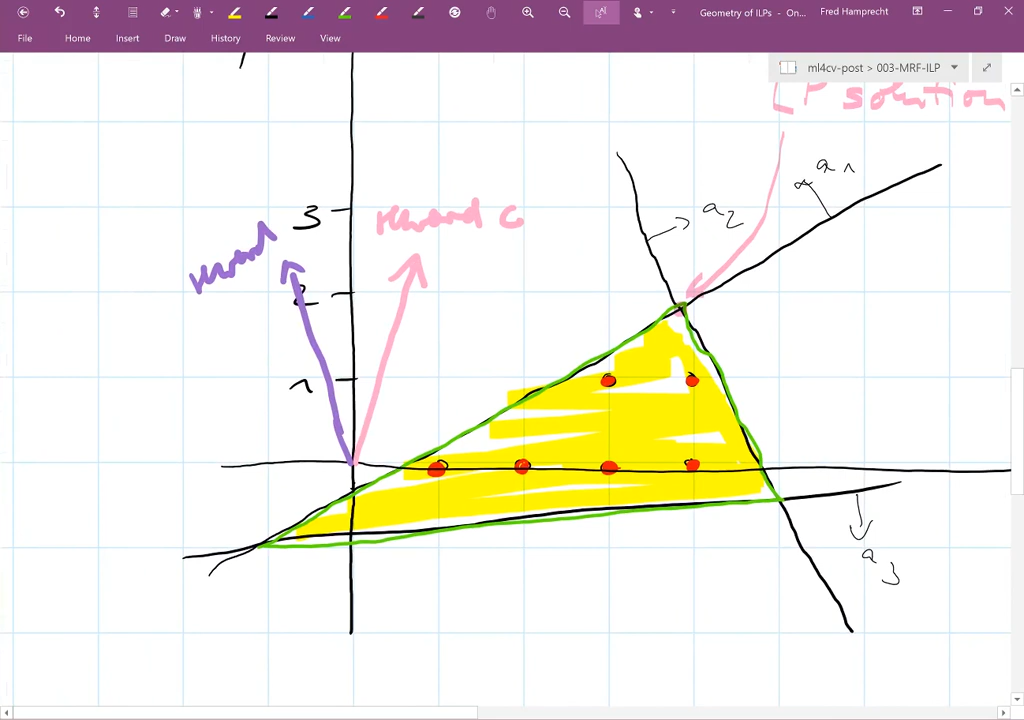 Geometry of ILPs - On...
Fred Hamprecht
File Home Insert Draw History Review View
ml4cv-post > 003-MRF-ILP
LP solution
a1
3
reward c
a2
reward
2
1
a3